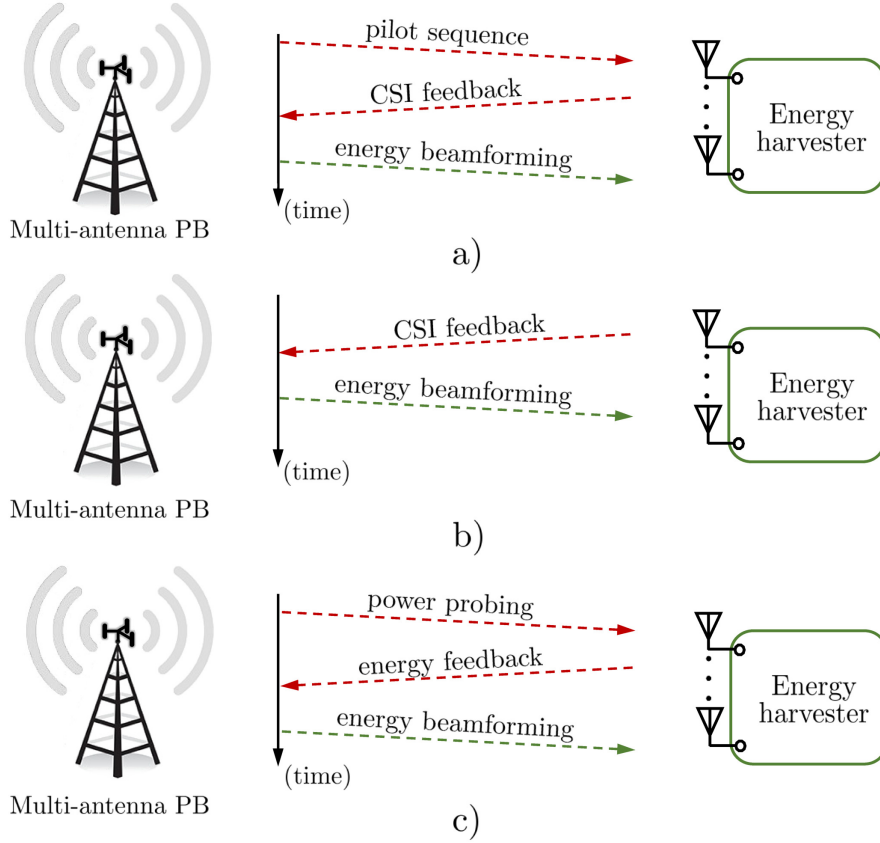 pilot sequence
CSI feedback
energy beamforming
(time)
Energy
harvester
Multi-antenna PB
a)
CSI feedback
energy beamforming
(time)
Energy
harvester
Multi-antenna PB
b)
power probing
energy feedback
energy beamforming
(time)
Energy
harvester
Multi-antenna PB
c)